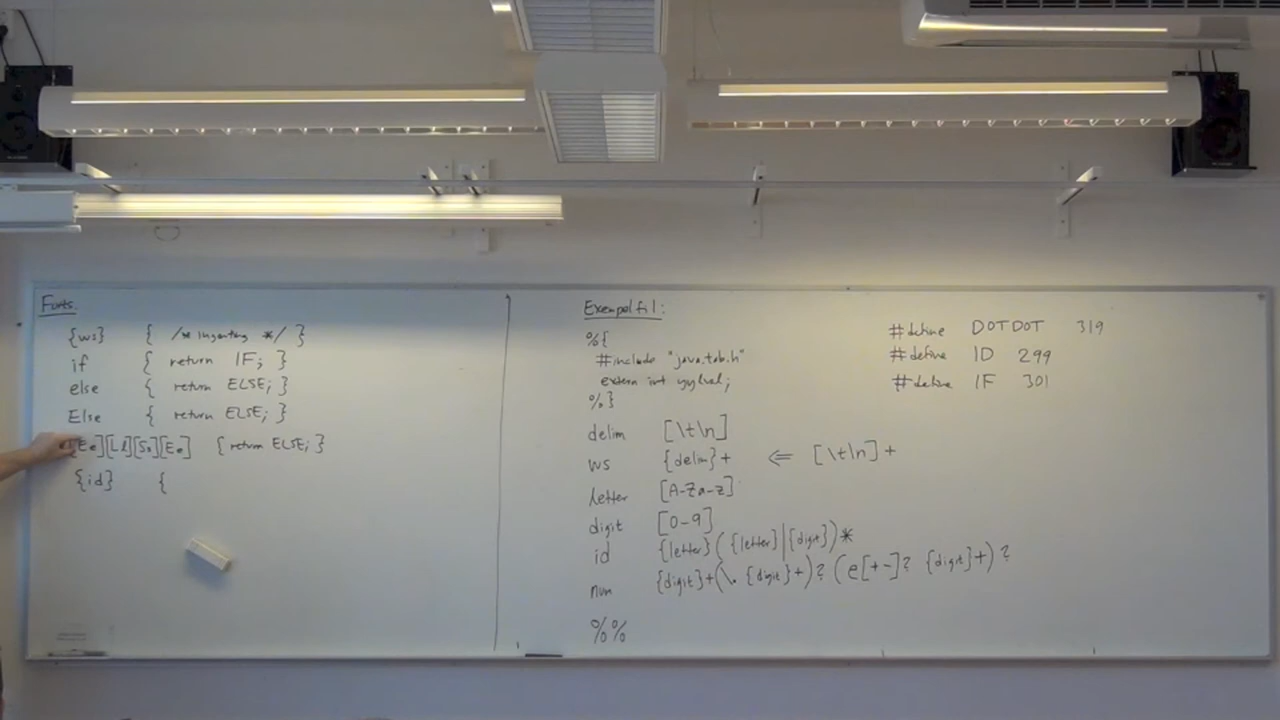 Forts.
{ws} { /* ingenting */ }
if { return IF; }
else { return ELSE; }
Else { return ELSE; }
[Ee][Ll][Ss][Ee] { return ELSE; }
{id} {
Exempelfil:
%{
#include "java.tab.h"
extern int yylval;
%}
delim [\t\n]
ws {delim}+ ⇐ [\t\n]+
letter [A-Za-z]
digit [0-9]
id {letter}({letter}|{digit})*
num {digit}+(\. {digit}+)? (e[+-]? {digit}+)?
%%
#define DOTDOT 319
#define ID 299
#define IF 301